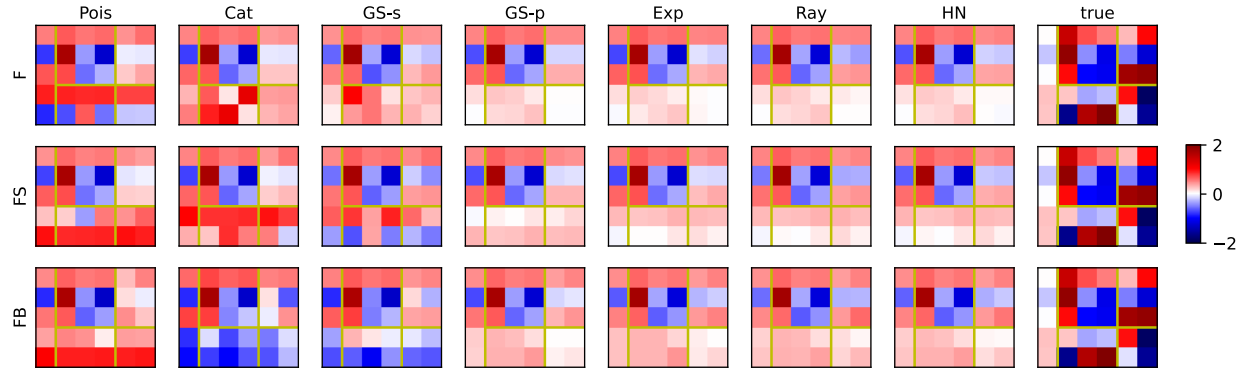 Pois Cat GS-s GS-p Exp Ray HN true
F
FS
FB
2
0
−2